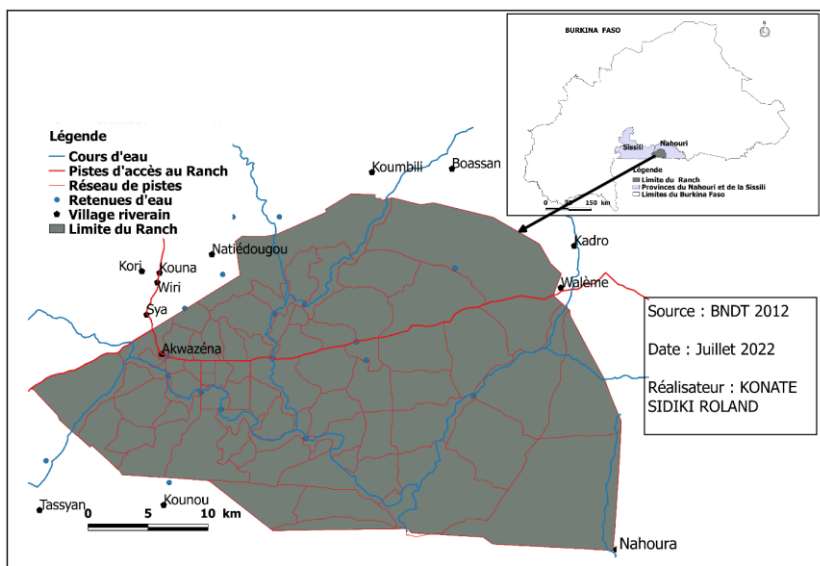 BURKINA FASO
N
Sissili
Nahouri
Légende
Limite du Ranch
Provinces du Nahouri et de la Sissili
Limites du Burkina Faso
0 50 150 km
Légende
Cours d'eau
Pistes d'accès au Ranch
Réseau de pistes
Retenues d'eau
Village riverain
Limite du Ranch
Koumbili
Boassan
Natiédougou
Kadro
Kori
Kouna
Wiri
Walème
Sya
Akwazéna
Source : BNDT 2012
Date : Juillet 2022
Réalisateur : KONATE
SIDIKI ROLAND
Tassyan
Kounou
0 5 10 km
Nahoura